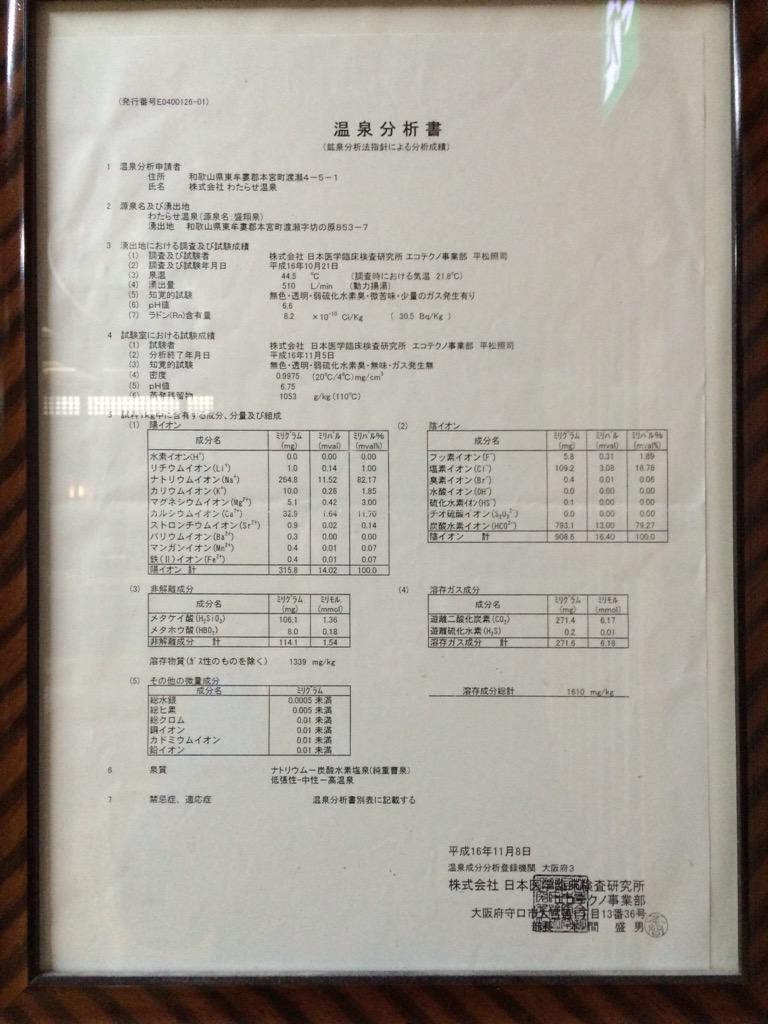 (発行番号E0400126-01)
温泉分析書
(鉱泉分析法指針による分析成績)
1 温泉分析申請者
住所 和歌山県東牟婁郡本宮町渡瀬4-5-1
氏名 株式会社 わたらせ温泉
2 源泉名及び湧出地
わたらせ温泉(源泉名:盛翔泉)
湧出地 和歌山県東牟婁郡本宮町渡瀬字坊の原853-7
3 湧出地における調査及び試験成績
(1) 調査及び試験者 株式会社 日本医学臨床検査研究所 エコテクノ事業部 平松照司
(2) 調査及び試験年月日 平成16年10月21日
(3) 泉温 44.5 ℃ (調査時における気温 21.8℃)
(4) 湧出量 510 L/min (動力揚湯)
(5) 知覚的試験 無色・透明・弱硫化水素臭・微苦味・少量のガス発生有り
(6) pH値 6.6
(7) ラドン(Rn)含有量 8.2 ×10⁻¹⁰ Ci/Kg ( 30.5 Bq/Kg )
4 試験室における試験成績
(1) 試験者 株式会社 日本医学臨床検査研究所 エコテクノ事業部 平松照司
(2) 分析終了年月日 平成16年11月5日
(3) 知覚的試験 無色・透明・弱硫化水素臭・無味・ガス発生無
(4) 密度 0.9975 (20℃/4℃)mg/cm³
(5) pH値 6.75
(6) 蒸発残留物 1053 g/kg (110℃)
5 試料1kg中に含有する成分、分量及び組成
(1) 陽イオン
成分名 ミリグラム(mg) ミリバル(mval) ミリバル%(mval%)
水素イオン(H⁺) 0.0 0.00 0.00
リチウムイオン(Li⁺) 1.0 0.14 1.00
ナトリウムイオン(Na⁺) 264.8 11.52 82.17
カリウムイオン(K⁺) 10.0 0.26 1.85
マグネシウムイオン(Mg²⁺) 5.1 0.42 3.00
カルシウムイオン(Ca²⁺) 32.9 1.64 11.70
ストロンチウムイオン(Sr²⁺) 0.9 0.02 0.14
バリウムイオン(Ba²⁺) 0.3 0.00 0.00
マンガンイオン(Mn²⁺) 0.4 0.01 0.07
鉄(Ⅱ)イオン(Fe²⁺) 0.4 0.01 0.07
陽イオン 計 315.8 14.02 100.0
(2) 陰イオン
成分名 ミリグラム(mg) ミリバル(mval) ミリバル%(mval%)
フッ素イオン(F⁻) 5.8 0.31 1.89
塩素イオン(Cl⁻) 109.2 3.08 18.78
臭素イオン(Br⁻) 0.4 0.01 0.06
水酸イオン(OH⁻) 0.0 0.00 0.00
硫化水イオン(HS⁻) 0.1 0.00 0.00
チオ硫酸イオン(S₂O₃²⁻) 0.0 0.00 0.00
炭酸水素イオン(HCO³⁻) 793.1 13.00 79.27
陰イオン 計 908.6 16.40 100.0
(3) 非解離成分
成分名 ミリグラム(mg) ミリモル(mmol)
メタケイ酸(H₂SiO₃) 106.1 1.36
メタホウ酸(HBO₂) 8.0 0.18
非解離成分 計 114.1 1.54
溶存物質(ガス性のものを除く) 1339 mg/kg
(4) 溶存ガス成分
成分名 ミリグラム(mg) ミリモル(mmol)
遊離二酸化炭素(CO₂) 271.4 6.17
遊離硫化水素(H₂S) 0.2 0.01
溶存ガス成分 計 271.6 6.18
溶存成分総計 1610 mg/kg
(5) その他の微量成分
成分名 ミリグラム
総水銀 0.0005 未満
総ヒ素 0.005 未満
総クロム 0.01 未満
銅イオン 0.01 未満
カドミウムイオン 0.01 未満
鉛イオン 0.01 未満
6 泉質 ナトリウムー炭酸水素塩泉(純重曹泉)
低張性-中性-高温泉
7 禁忌症、適応症 温泉分析書別表に記載する
平成16年11月8日
温泉成分分析登録機関 大阪府3
株式会社 日本医学臨床検査研究所
エコテクノ事業部
大阪府守口市 丁目13番36号
部長 本間 盛男